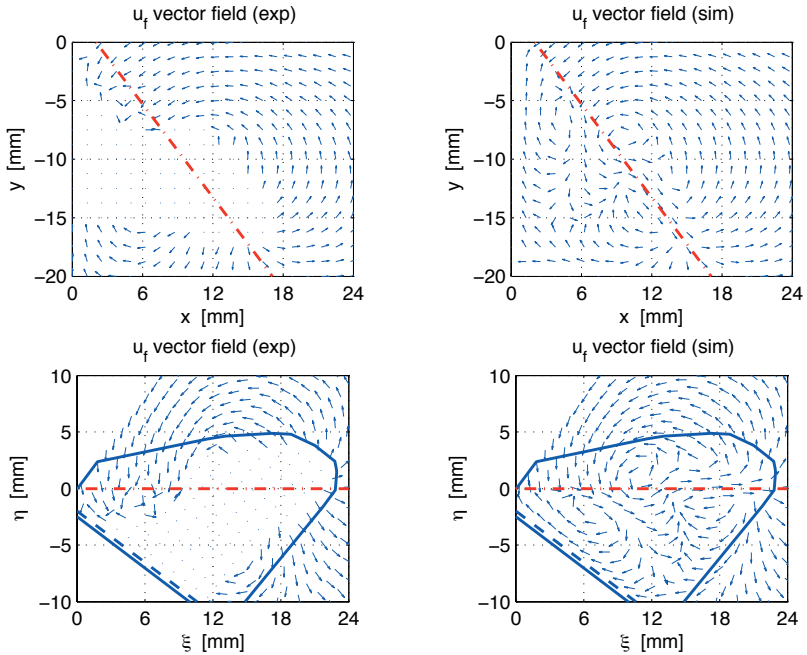 u_f vector field (exp)
0
−5
−10
−15
−20
y [mm]
0 6 12 18 24
x [mm]
u_f vector field (sim)
0
−5
−10
−15
−20
y [mm]
0 6 12 18 24
x [mm]
u_f vector field (exp)
10
5
0
−5
−10
η [mm]
0 6 12 18 24
ξ [mm]
u_f vector field (sim)
10
5
0
−5
−10
η [mm]
0 6 12 18 24
ξ [mm]